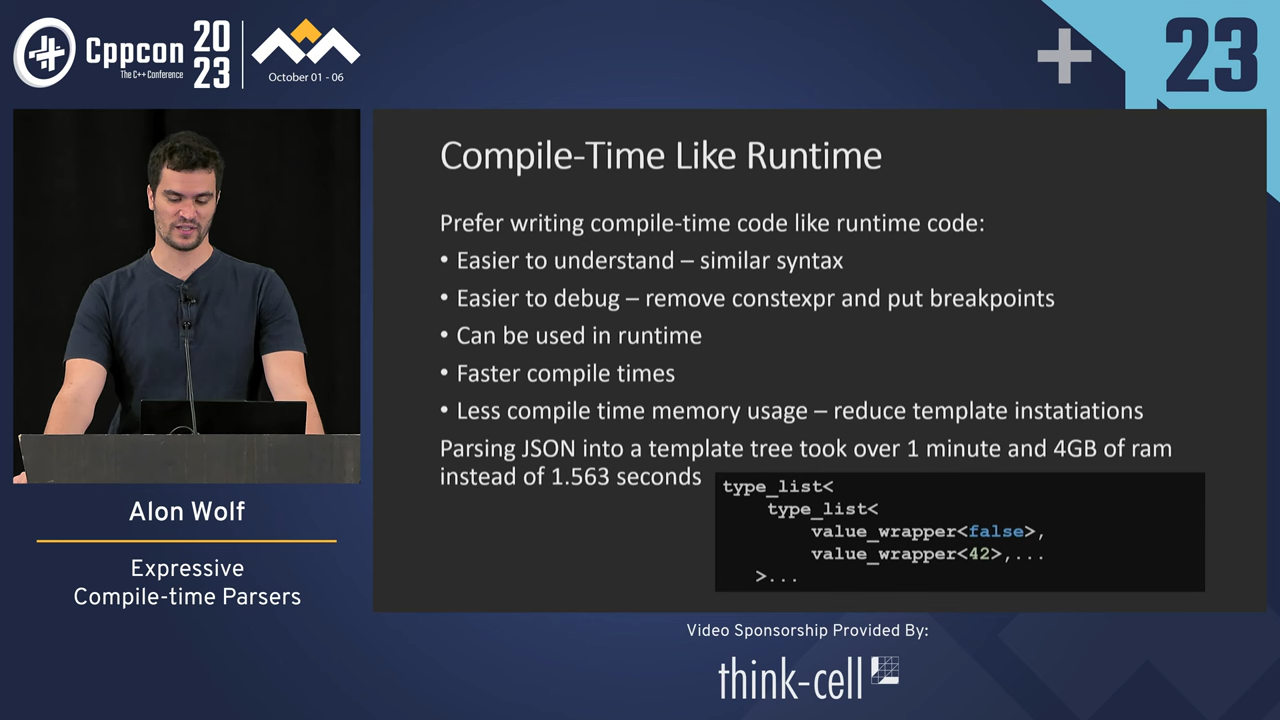 Cppcon
The C++ Conference
20
23
October 01 - 06
23
Compile-Time Like Runtime
Prefer writing compile-time code like runtime code:
• Easier to understand – similar syntax
• Easier to debug – remove constexpr and put breakpoints
• Can be used in runtime
• Faster compile times
• Less compile time memory usage – reduce template instatiations
Parsing JSON into a template tree took over 1 minute and 4GB of ram
instead of 1.563 seconds
type_list<
type_list<
value_wrapper<false>,
value_wrapper<42>,...
>...
Alon Wolf
Expressive
Compile-time Parsers
Video Sponsorship Provided By:
think-cell